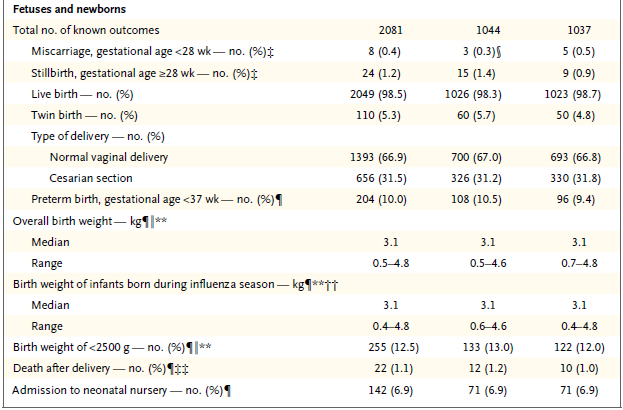 Fetuses and newborns
Total no. of known outcomes 2081 1044 1037
Miscarriage, gestational age <28 wk — no. (%)‡ 8 (0.4) 3 (0.3)§ 5 (0.5)
Stillbirth, gestational age ≥28 wk — no. (%)‡ 24 (1.2) 15 (1.4) 9 (0.9)
Live birth — no. (%) 2049 (98.5) 1026 (98.3) 1023 (98.7)
Twin birth — no. (%) 110 (5.3) 60 (5.7) 50 (4.8)
Type of delivery — no. (%)
Normal vaginal delivery 1393 (66.9) 700 (67.0) 693 (66.8)
Cesarian section 656 (31.5) 326 (31.2) 330 (31.8)
Preterm birth, gestational age <37 wk — no. (%)¶ 204 (10.0) 108 (10.5) 96 (9.4)
Overall birth weight — kg¶‖**
Median 3.1 3.1 3.1
Range 0.5–4.8 0.5–4.6 0.7–4.8
Birth weight of infants born during influenza season — kg¶**††
Median 3.1 3.1 3.1
Range 0.4–4.8 0.6–4.6 0.4–4.8
Birth weight of <2500 g — no. (%)¶‖** 255 (12.5) 133 (13.0) 122 (12.0)
Death after delivery — no. (%)¶‡‡ 22 (1.1) 12 (1.2) 10 (1.0)
Admission to neonatal nursery — no. (%)¶ 142 (6.9) 71 (6.9) 71 (6.9)